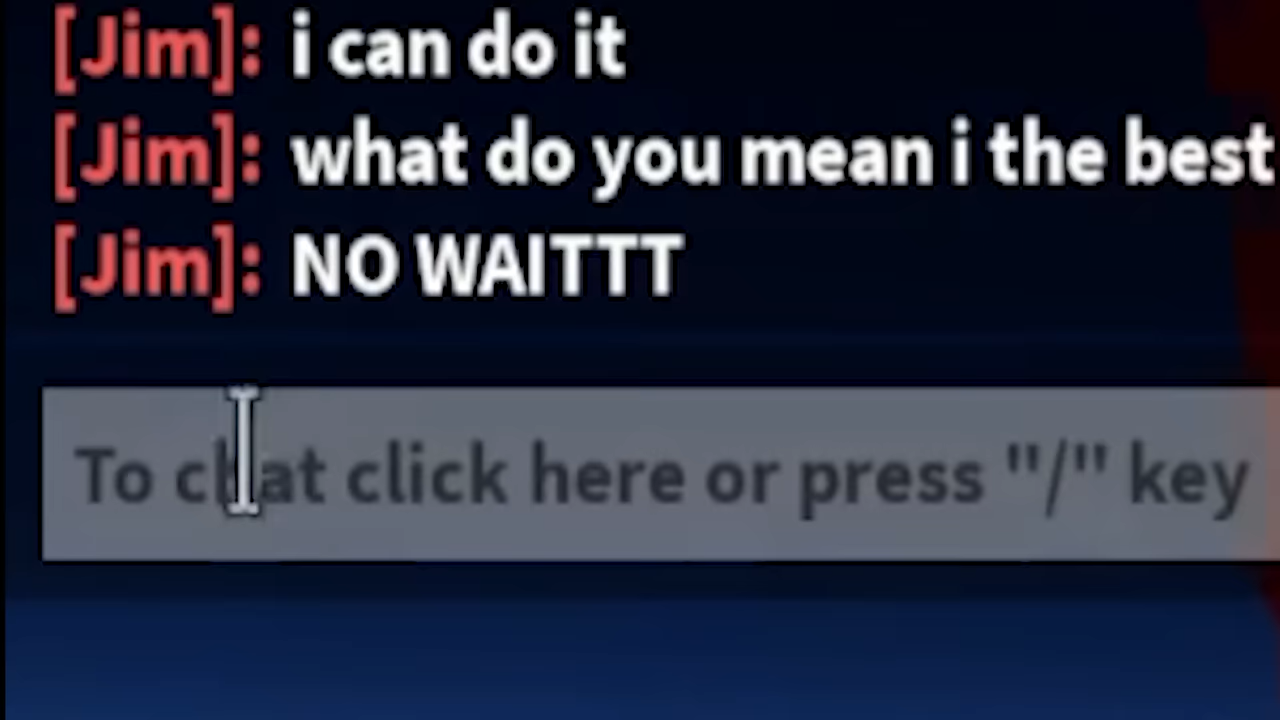 [Jim]: i can do it
[Jim]: what do you mean i the best
[Jim]: NO WAITTT
To chat click here or press "/" key